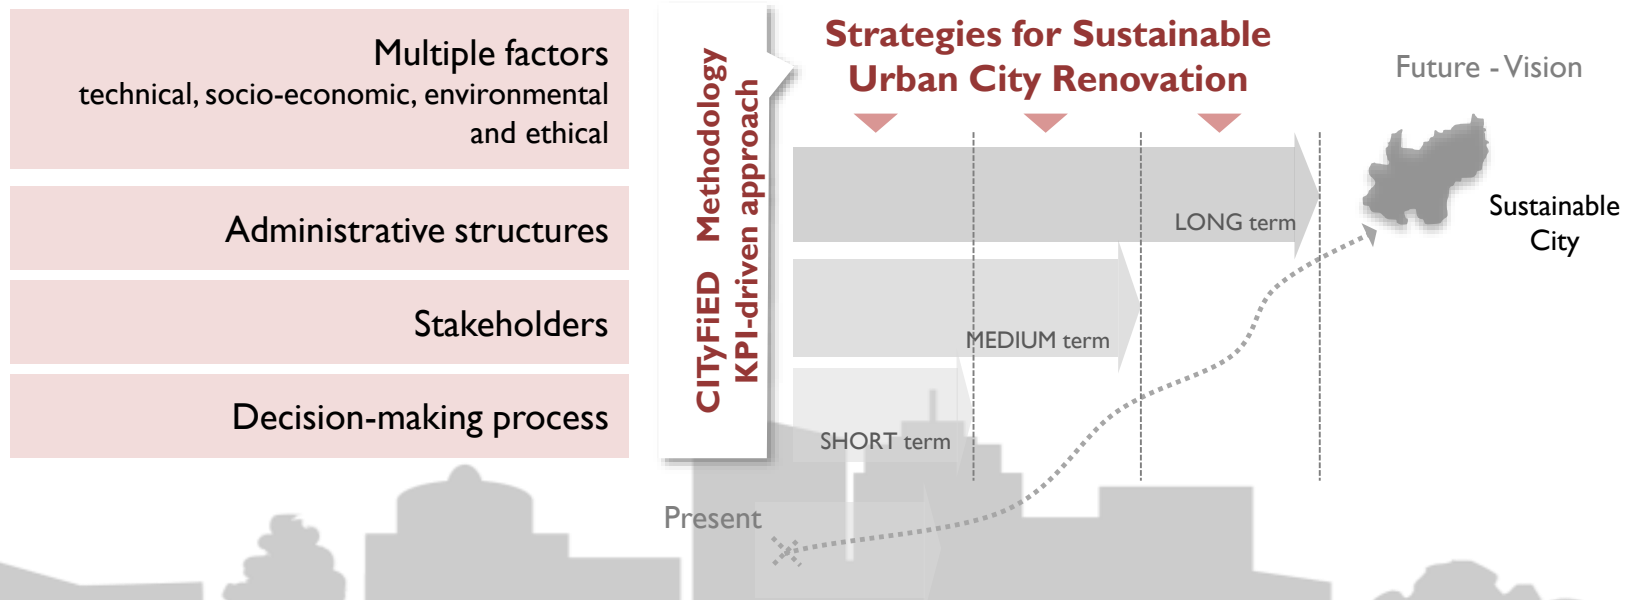 Multiple factors
technical, socio-economic, environmental
and ethical
Administrative structures
Stakeholders
Decision-making process
CITyFiED Methodology
KPI-driven approach
Strategies for Sustainable
Urban City Renovation
LONG term
MEDIUM term
SHORT term
Present
Future - Vision
Sustainable
City